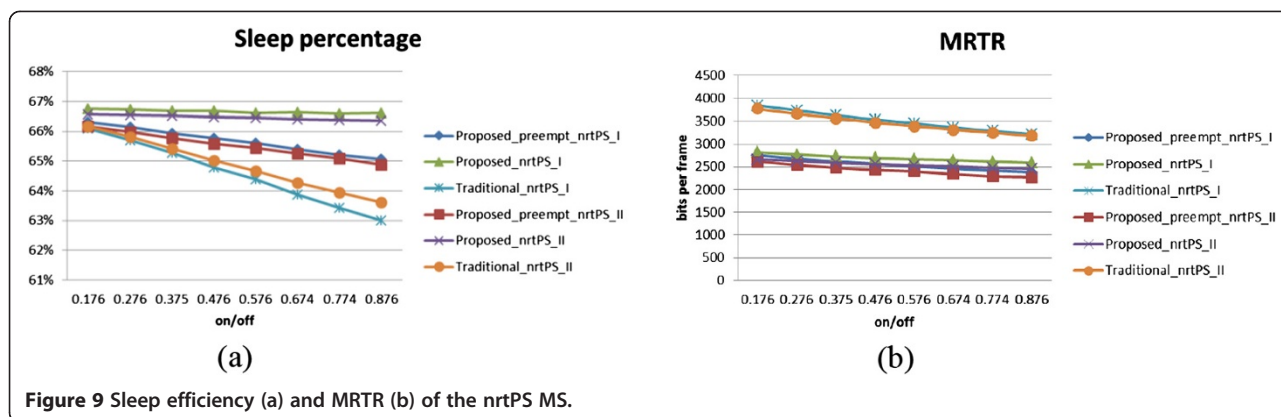 Sleep percentage
68%
67%
66%
65%
64%
63%
62%
61%
0.176 0.276 0.375 0.476 0.576 0.674 0.774 0.876
on/off
Proposed_preempt_nrtPS_I
Proposed_nrtPS_I
Traditional_nrtPS_I
Proposed_preempt_nrtPS_II
Proposed_nrtPS_II
Traditional_nrtPS_II
(a)
MRTR
bits per frame
4500
4000
3500
3000
2500
2000
1500
1000
500
0
0.176 0.276 0.375 0.476 0.576 0.674 0.774 0.876
on/off
Proposed_preempt_nrtPS_I
Proposed_nrtPS_I
Traditional_nrtPS_I
Proposed_preempt_nrtPS_II
Proposed_nrtPS_II
Traditional_nrtPS_II
(b)
Figure 9 Sleep efficiency (a) and MRTR (b) of the nrtPS MS.